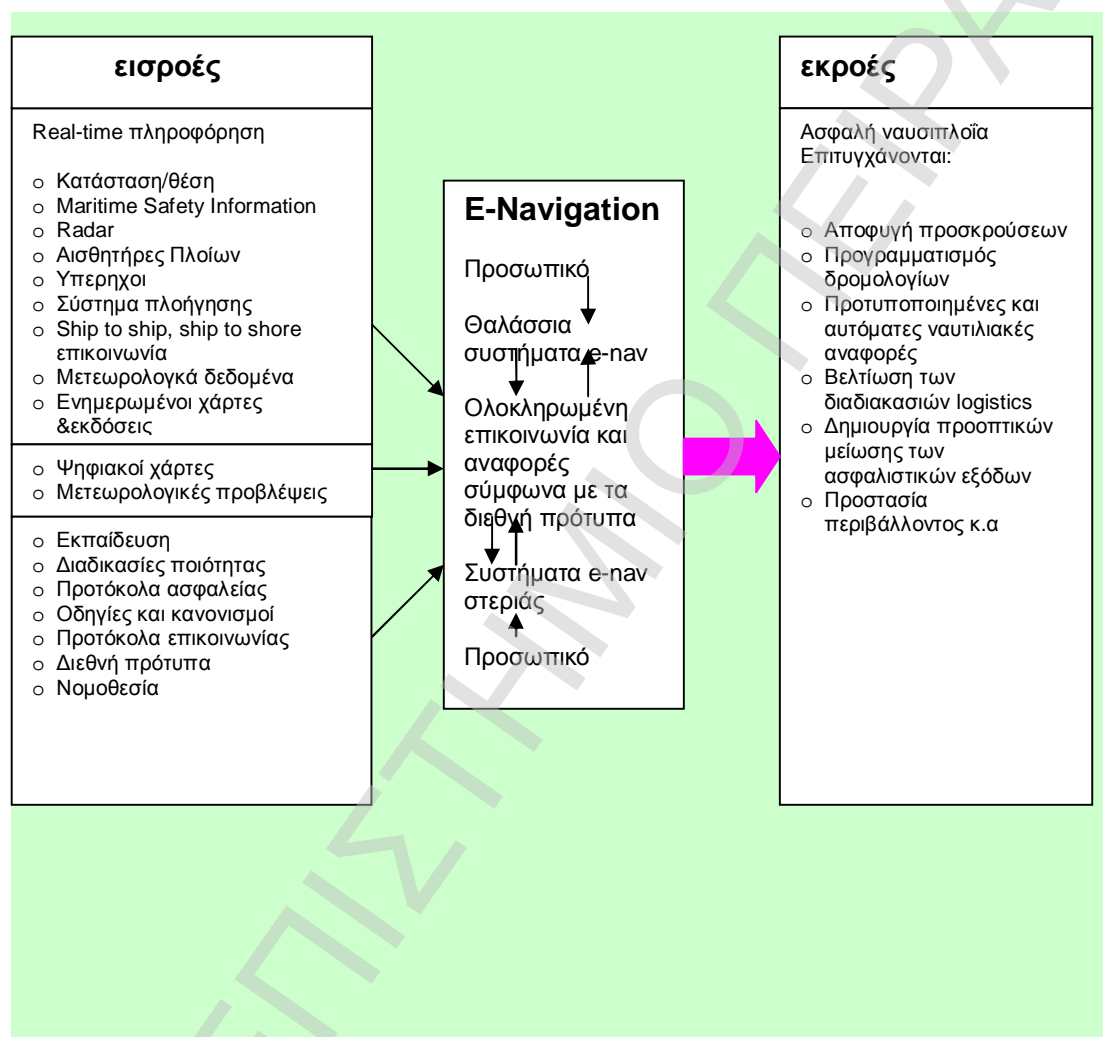 εισροές
Real-time πληροφόρηση
o Κατάσταση/θέση
o Maritime Safety Information
o Radar
o Αισθητήρες Πλοίων
o Υπερηχοι
o Σύστημα πλοήγησης
o Ship to ship, ship to shore
επικοινωνία
o Μετεωρολογκά δεδομένα
o Ενημερωμένοι χάρτες
&εκδόσεις
o Ψηφιακοί χάρτες
o Μετεωρολογικές προβλέψεις
o Εκπαίδευση
o Διαδικασίες ποιότητας
o Προτόκολα ασφαλείας
o Οδηγίες και κανονισμοί
o Προτόκολα επικοινωνίας
o Διεθνή πρότυπα
o Νομοθεσία
E-Navigation
Προσωπικό
Θαλάσσια
συστήματα e-nav
Ολοκληρωμένη
επικοινωνία και
αναφορές
σύμφωνα με τα
διεθνή πρότυπα
Συστήματα e-nav
στεριάς
Προσωπικό
εκροές
Ασφαλή ναυσιπλοΐα
Επιτυγχάνονται:
o Αποφυγή προσκρούσεων
o Προγραμματισμός
δρομολογίων
o Προτυποποιημένες και
αυτόματες ναυτιλιακές
αναφορές
o Βελτίωση των
διαδιακασιών logistics
o Δημιουργία προοπτικών
μείωσης των
ασφαλιστικών εξόδων
o Προστασία
περιβάλλοντος κ.α
ΕΠΙΣΤΗΜΙΟ ΠΕΙΡΑ